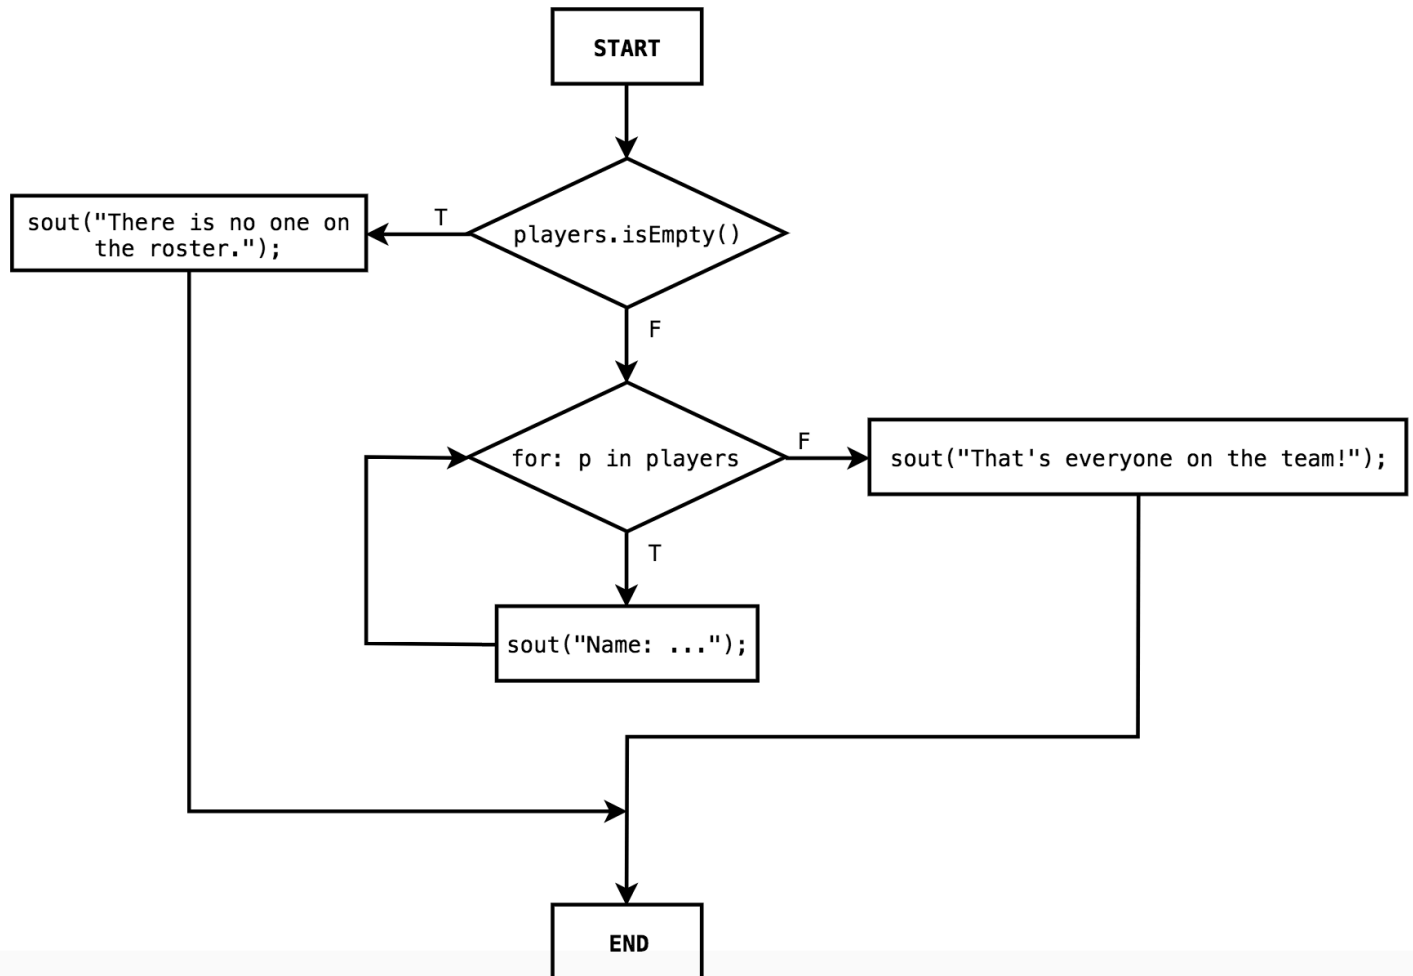 START
players.isEmpty()
T
sout("There is no one on
the roster.");
F
for: p in players
F
sout("That's everyone on the team!");
T
sout("Name: ...");
END